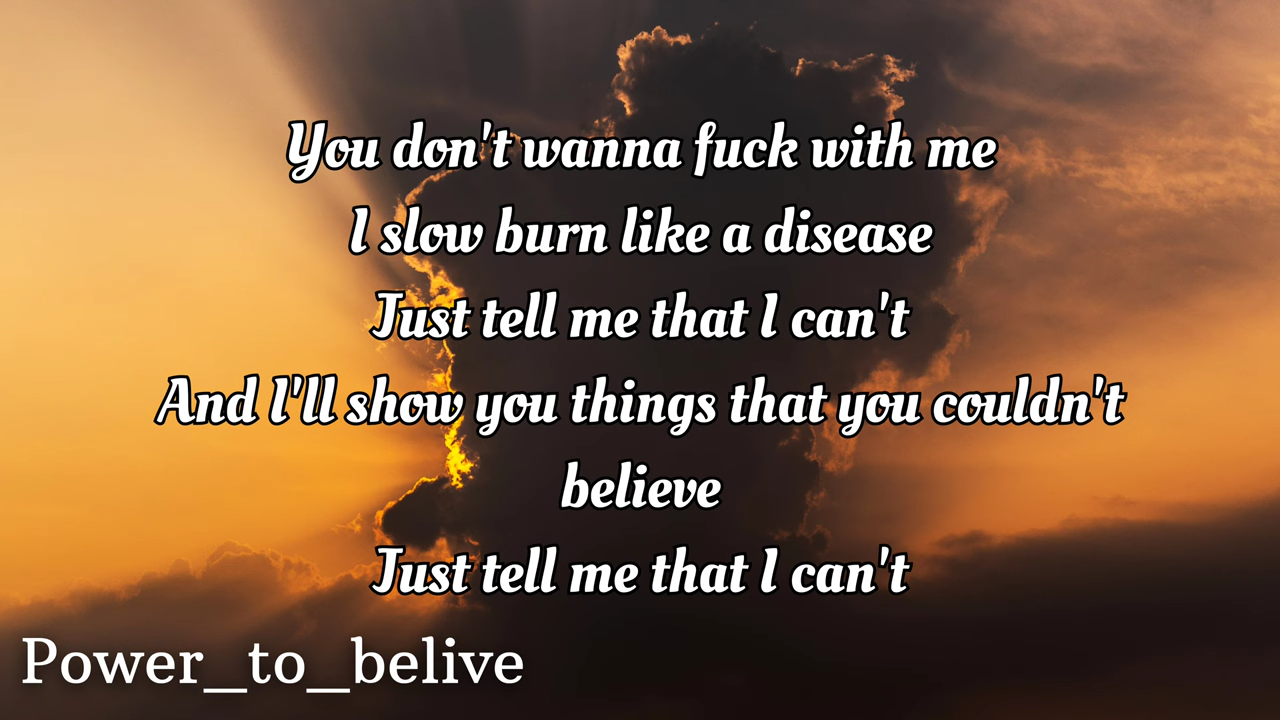 You don't wanna fuck with me
I slow burn like a disease
Just tell me that I can't
And I'll show you things that you couldn't
believe
Just tell me that I can't
Power_to_belive